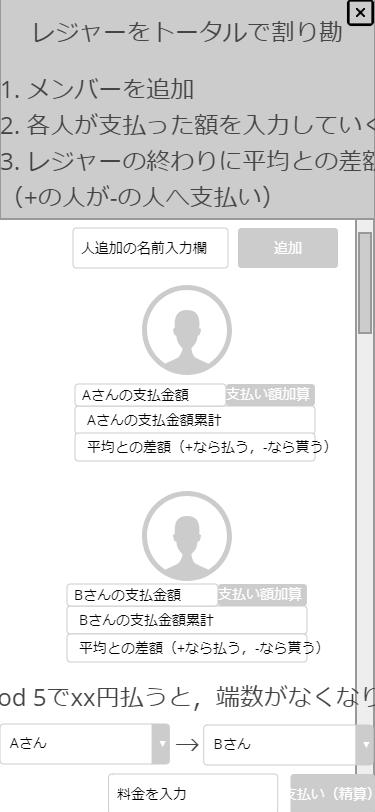 レジャーをトータルで割り勘
1. メンバーを追加
2. 各人が支払った額を入力してい
3. レジャーの終わりに平均との差額
（+の人が-の人へ支払い）
人追加の名前入力欄 追加
Aさんの支払金額 支払い額加算
Aさんの支払金額累計
平均との差額（+なら払う，-なら貰う）
Bさんの支払金額 支払い額加算
Bさんの支払金額累計
平均との差額（+なら払う，-なら貰う）
od 5でxx円払うと，端数がなくなり
Aさん → Bさん
料金を入力 支払い（精算）